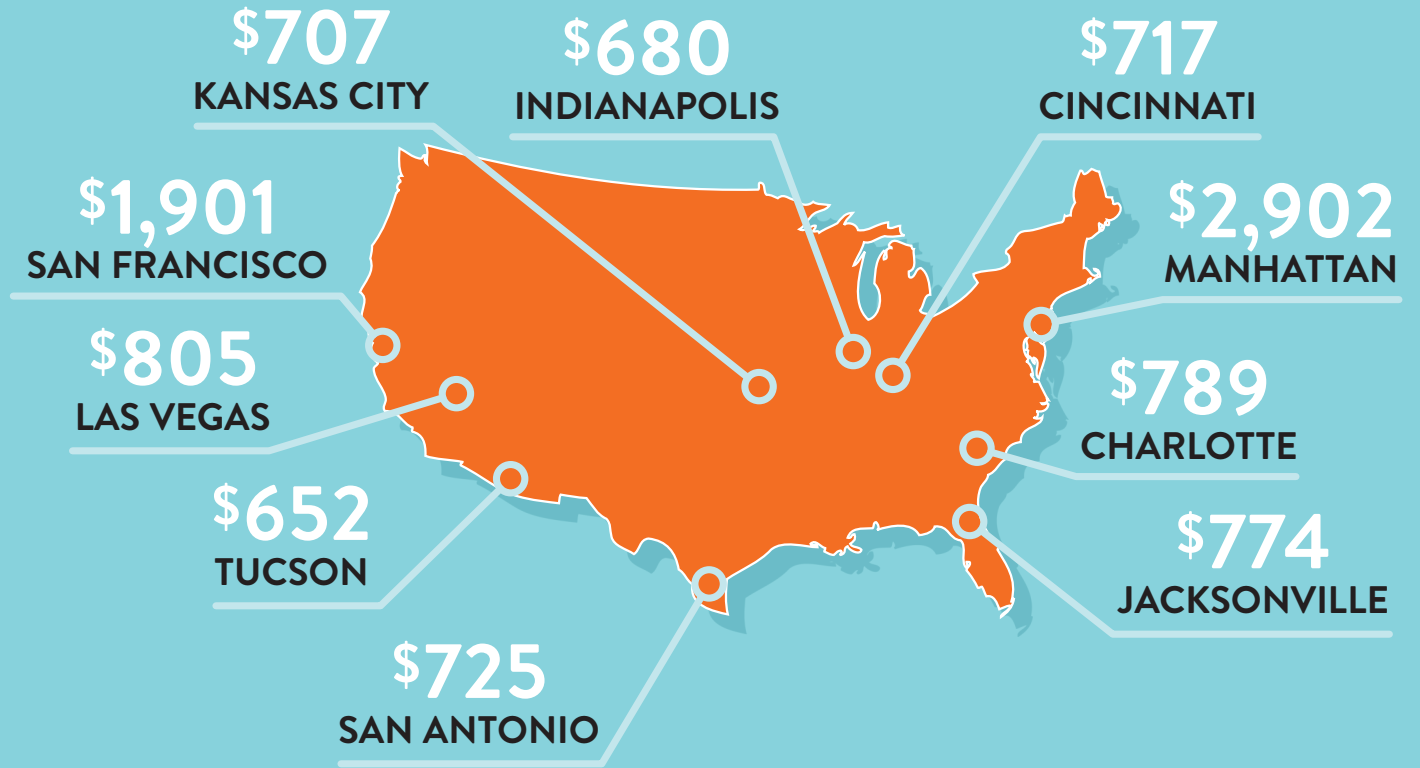 $707
KANSAS CITY
$680
INDIANAPOLIS
$717
CINCINNATI
$1,901
SAN FRANCISCO
$2,902
MANHATTAN
$805
LAS VEGAS
$789
CHARLOTTE
$652
TUCSON
$774
JACKSONVILLE
$725
SAN ANTONIO